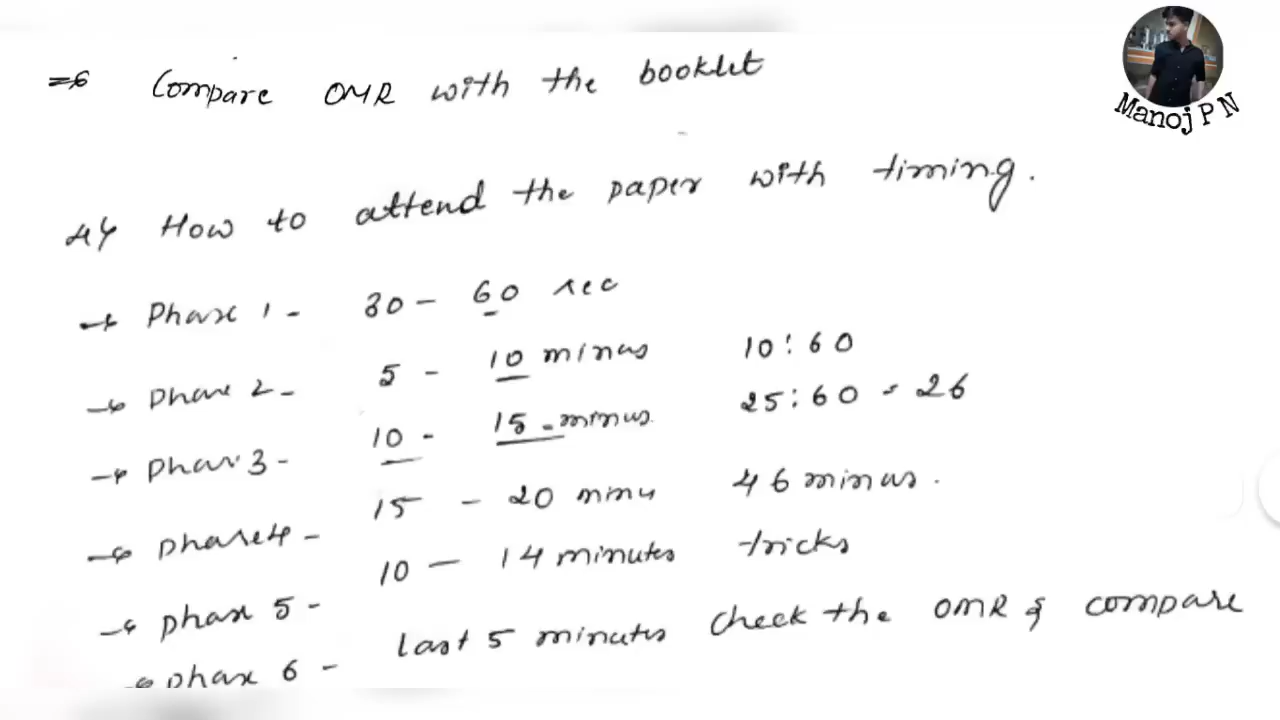 Manoj P N
⇒ Compare OMR with the booklet
4) How to attend the paper with timing.
→ Phase 1 - 30 - 60 sec
→ Phase 2 - 5 - 10 minus 10:60
→ Phase 3 - 10 - 15 - minus. 25:60 = 26
→ Phase 4 - 15 - 20 minu 46 minus.
→ phase 5 - 10 — 14 minutes tricks
→ phase 6 - last 5 minutes check the OMR & compare